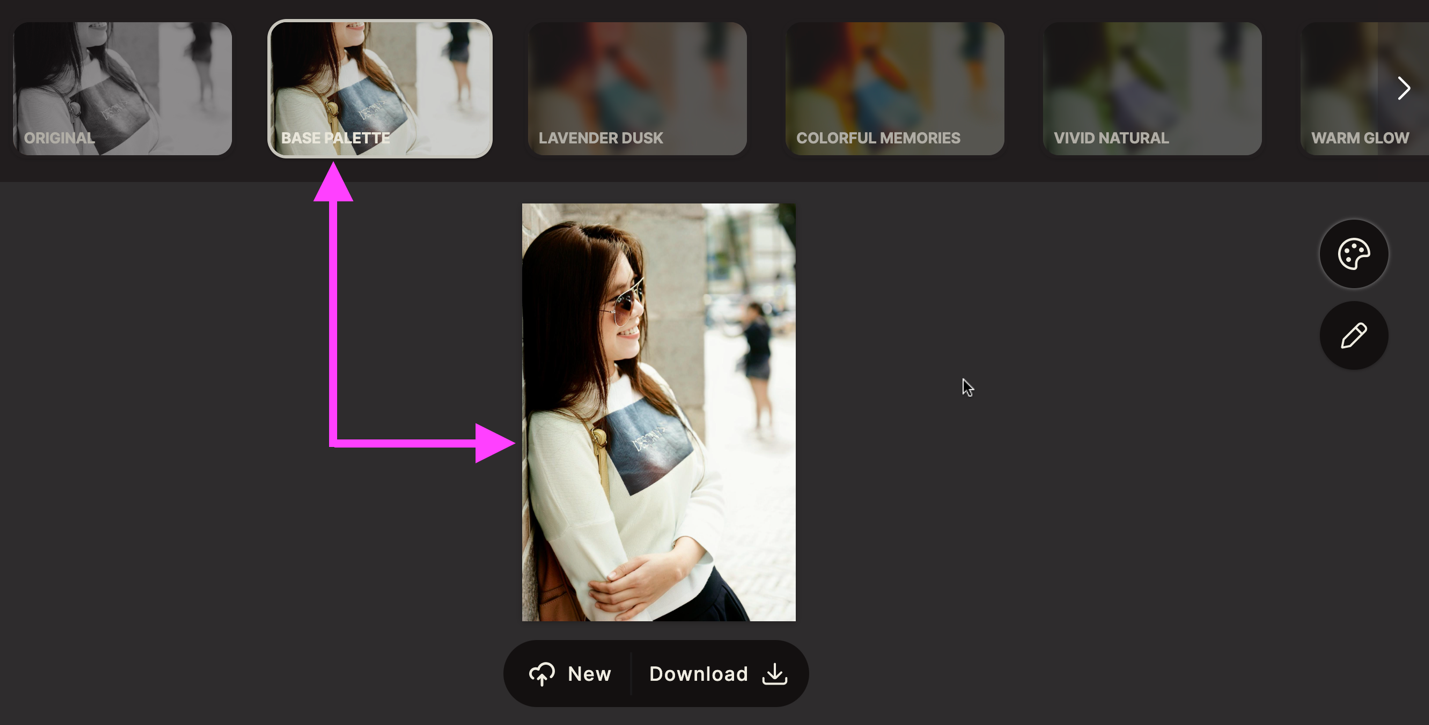 ORIGINAL
BASE PALETTE
LAVENDER DUSK
COLORFUL MEMORIES
VIVID NATURAL
WARM GLOW
New
Download